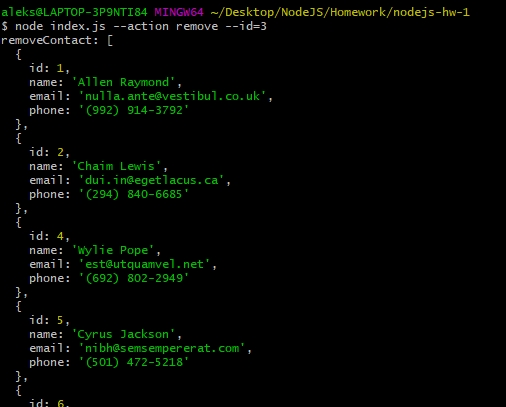 aleks@LAPTOP-3P9NTI84 MINGW64 ~/Desktop/NodeJS/Homework/nodejs-hw-1
$ node index.js --action remove --id=3
removeContact: [
  {
    id: 1,
    name: 'Allen Raymond',
    email: 'nulla.ante@vestibul.co.uk',
    phone: '(992) 914-3792'
  },
  {
    id: 2,
    name: 'Chaim Lewis',
    email: 'dui.in@egetlacus.ca',
    phone: '(294) 840-6685'
  },
  {
    id: 4,
    name: 'Wylie Pope',
    email: 'est@utquamvel.net',
    phone: '(692) 802-2949'
  },
  {
    id: 5,
    name: 'Cyrus Jackson',
    email: 'nibh@semsempererat.com',
    phone: '(501) 472-5218'
  },
  {
    id: 6,